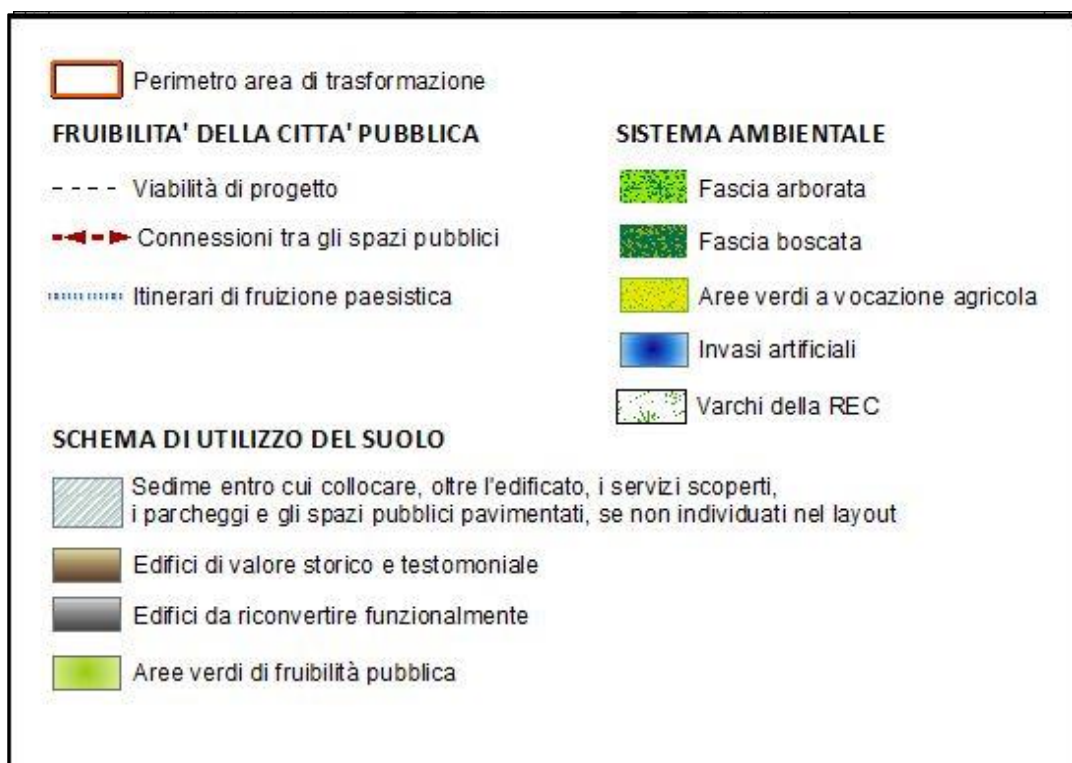 Perimetro area di trasformazione
FRUIBILITA' DELLA CITTA' PUBBLICA
Viabilità di progetto
Connessioni tra gli spazi pubblici
Itinerari di fruizione paesistica
SISTEMA AMBIENTALE
Fascia arborata
Fascia boscata
Aree verdi a vocazione agricola
Invasi artificiali
Varchi della REC
SCHEMA DI UTILIZZO DEL SUOLO
Sedime entro cui collocare, oltre l'edificato, i servizi scoperti,
i parcheggi e gli spazi pubblici pavimentati, se non individuati nel layout
Edifici di valore storico e testomoniale
Edifici da riconvertire funzionalmente
Aree verdi di fruibilità pubblica